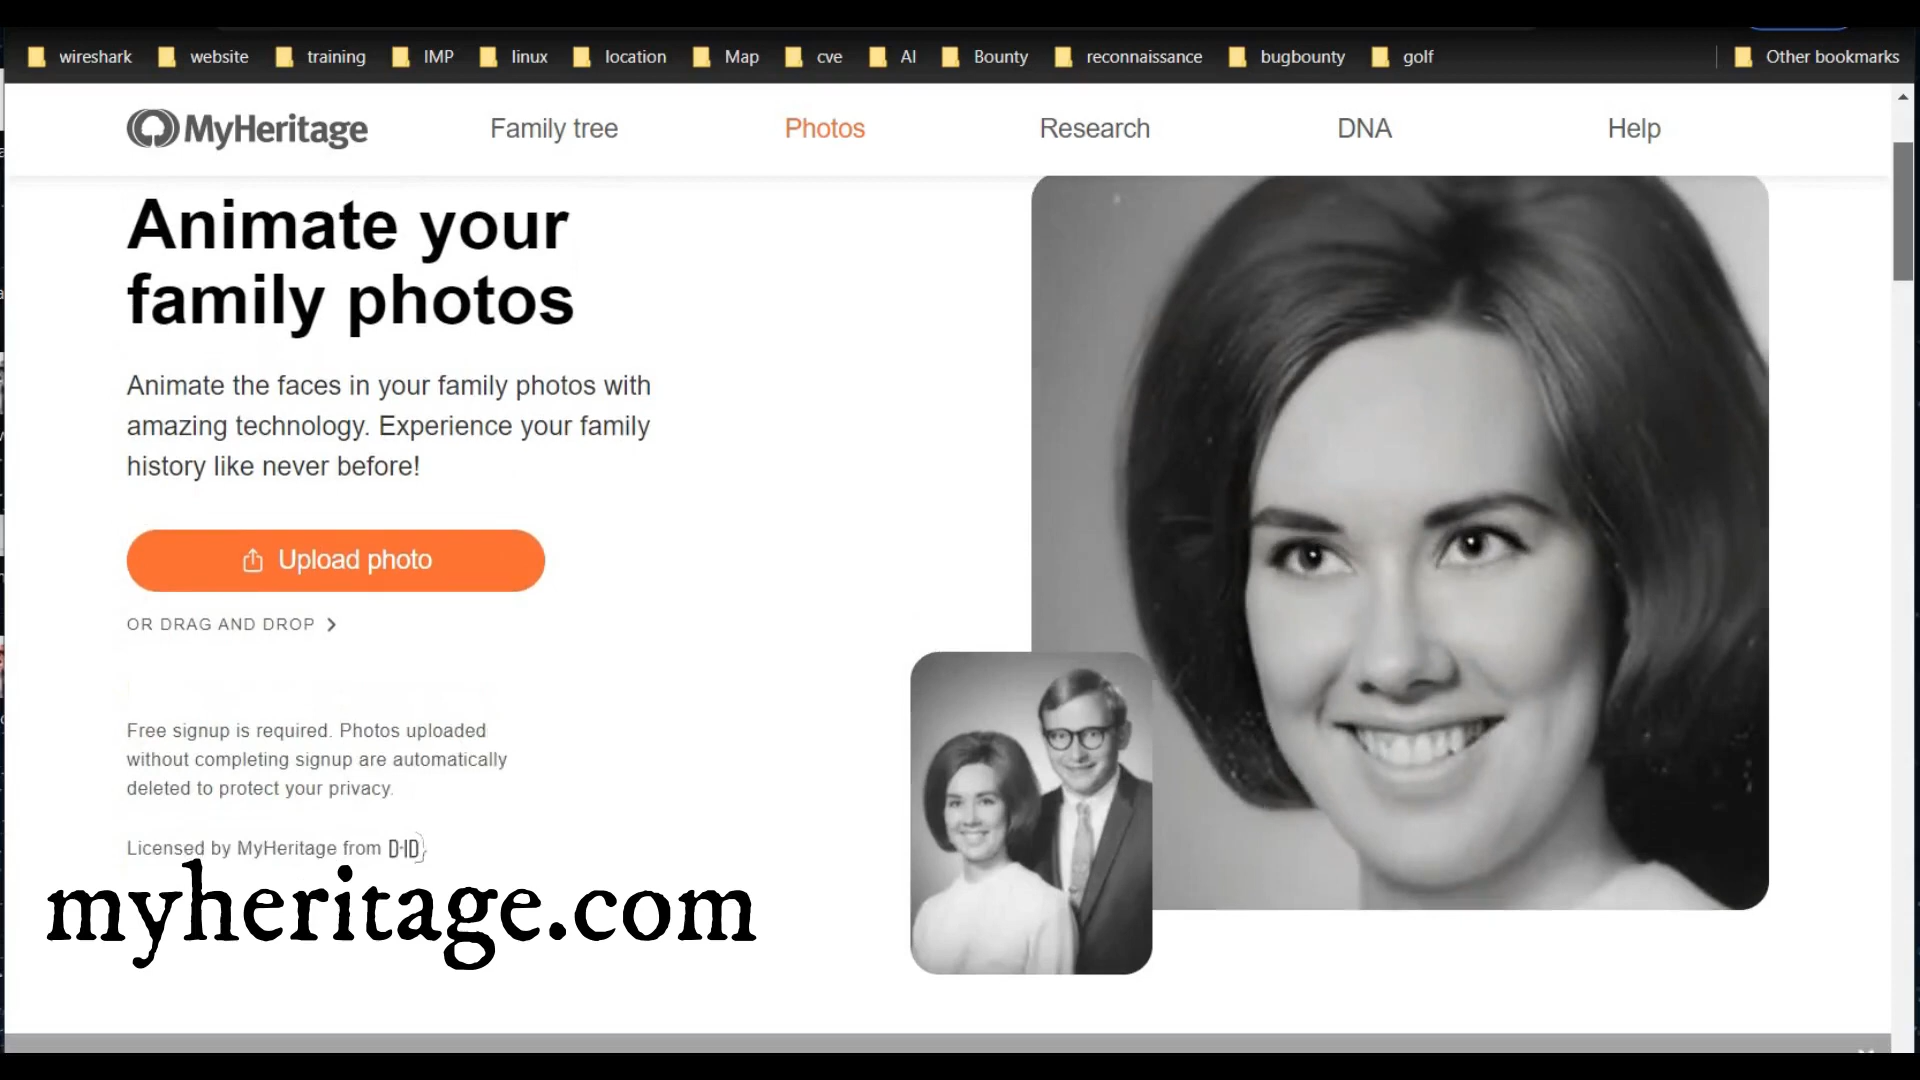 wireshark website training IMP linux location Map cve AI Bounty reconnaissance bugbounty golf Other bookmarks
MyHeritage Family tree Photos Research DNA Help
Animate your
family photos
Animate the faces in your family photos with
amazing technology. Experience your family
history like never before!
Upload photo
OR DRAG AND DROP
Free signup is required. Photos uploaded
without completing signup are automatically
deleted to protect your privacy.
Licensed by MyHeritage from D-ID
myheritage.com